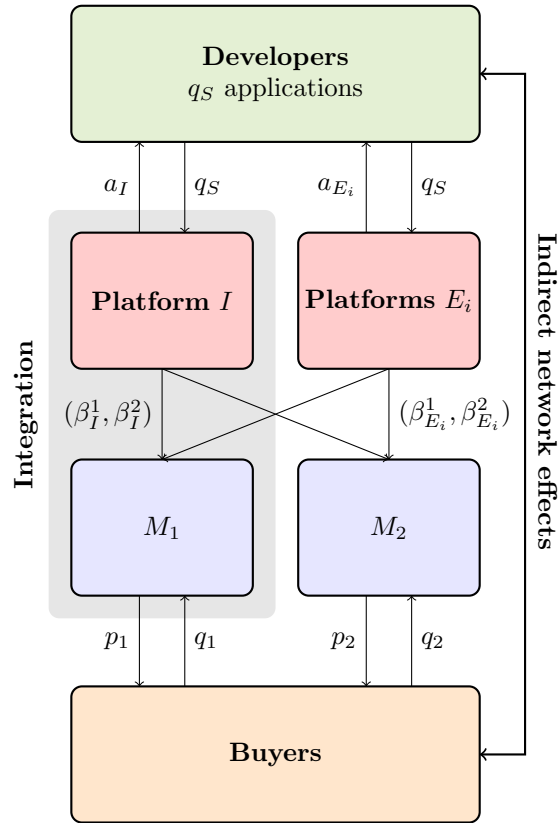 Developers
q_S applications
a_I
q_S
a_{E_i}
q_S
Platform I
Platforms E_i
(β_I^1, β_I^2)
(β_{E_i}^1, β_{E_i}^2)
Integration
Indirect network effects
M_1
M_2
p_1
q_1
p_2
q_2
Buyers